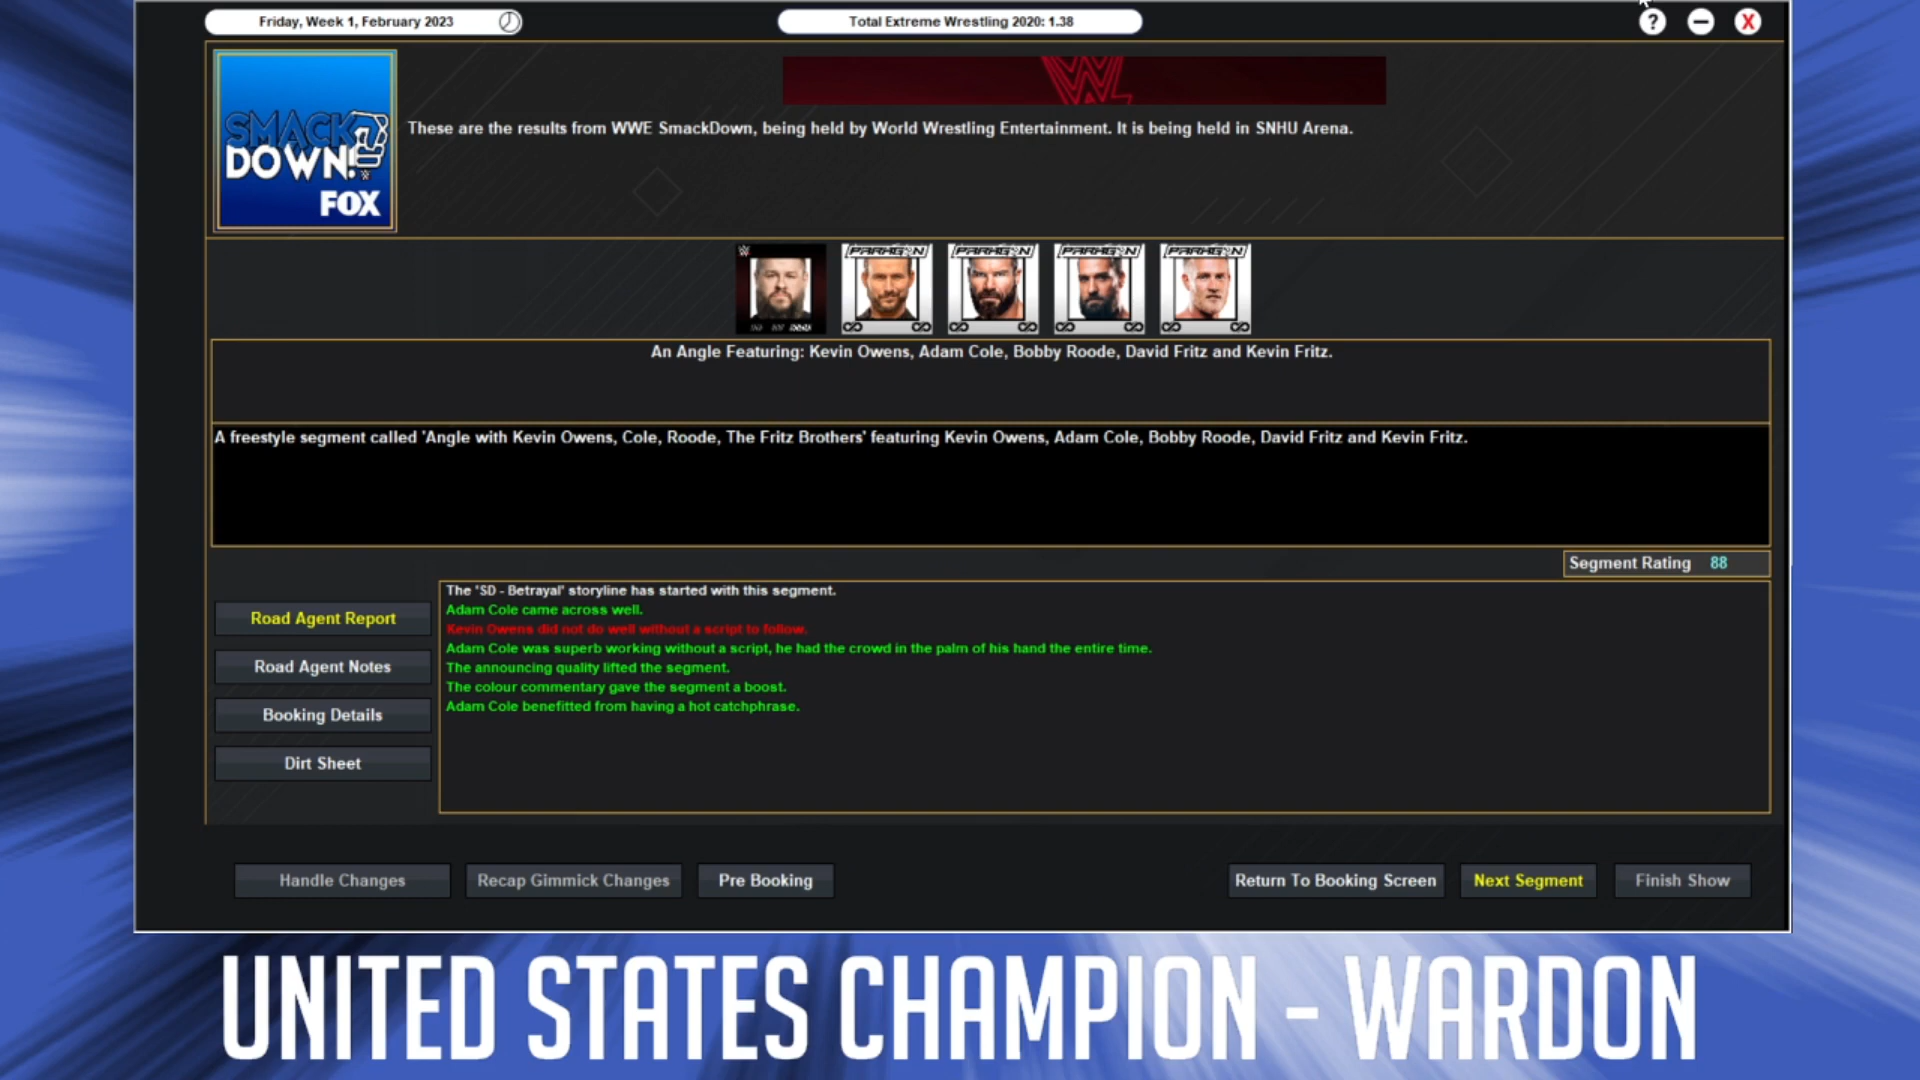 Friday, Week 1, February 2023
Total Extreme Wrestling 2020: 1.38
?
X
SMACK
DOWN!
FOX
These are the results from WWE SmackDown, being held by World Wrestling Entertainment. It is being held in SNHU Arena.
PARAGON PARAGON PARAGON PARAGON
An Angle Featuring: Kevin Owens, Adam Cole, Bobby Roode, David Fritz and Kevin Fritz.
A freestyle segment called 'Angle with Kevin Owens, Cole, Roode, The Fritz Brothers' featuring Kevin Owens, Adam Cole, Bobby Roode, David Fritz and Kevin Fritz.
Segment Rating 88
Road Agent Report
Road Agent Notes
Booking Details
Dirt Sheet
The 'SD - Betrayal' storyline has started with this segment.
Adam Cole came across well.
Kevin Owens did not do well without a script to follow.
Adam Cole was superb working without a script, he had the crowd in the palm of his hand the entire time.
The announcing quality lifted the segment.
The colour commentary gave the segment a boost.
Adam Cole benefitted from having a hot catchphrase.
Handle Changes
Recap Gimmick Changes
Pre Booking
Return To Booking Screen
Next Segment
Finish Show
UNITED STATES CHAMPION - WARDON